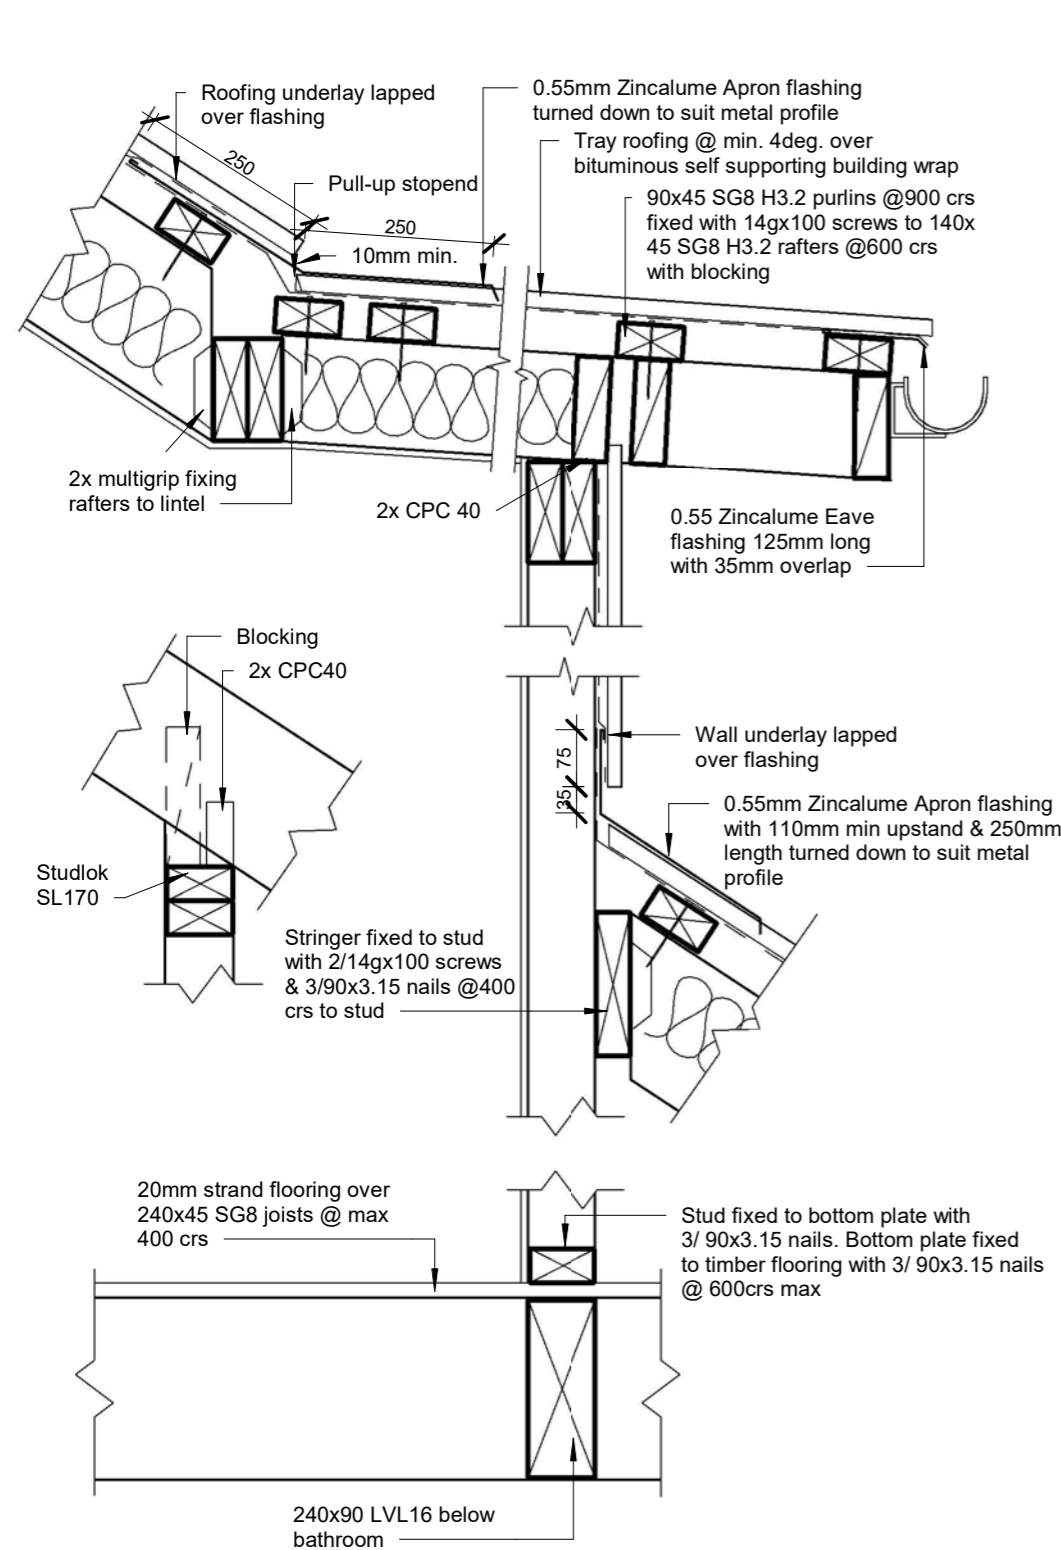 Roofing underlay lapped
over flashing
0.55mm Zincalume Apron flashing
turned down to suit metal profile
Tray roofing @ min. 4deg. over
bituminous self supporting building wrap
250
Pull-up stopend
90x45 SG8 H3.2 purlins @900 crs
fixed with 14gx100 screws to 140x
45 SG8 H3.2 rafters @600 crs
with blocking
250
10mm min.
2x multigrip fixing
rafters to lintel
2x CPC 40
0.55 Zincalume Eave
flashing 125mm long
with 35mm overlap
Blocking
2x CPC40
Studlok
SL170
75
35
Wall underlay lapped
over flashing
0.55mm Zincalume Apron flashing
with 110mm min upstand & 250mm
length turned down to suit metal
profile
Stringer fixed to stud
with 2/14gx100 screws
& 3/90x3.15 nails @400
crs to stud
20mm strand flooring over
240x45 SG8 joists @ max
400 crs
Stud fixed to bottom plate with
3/ 90x3.15 nails. Bottom plate fixed
to timber flooring with 3/ 90x3.15 nails
@ 600crs max
240x90 LVL16 below
bathroom